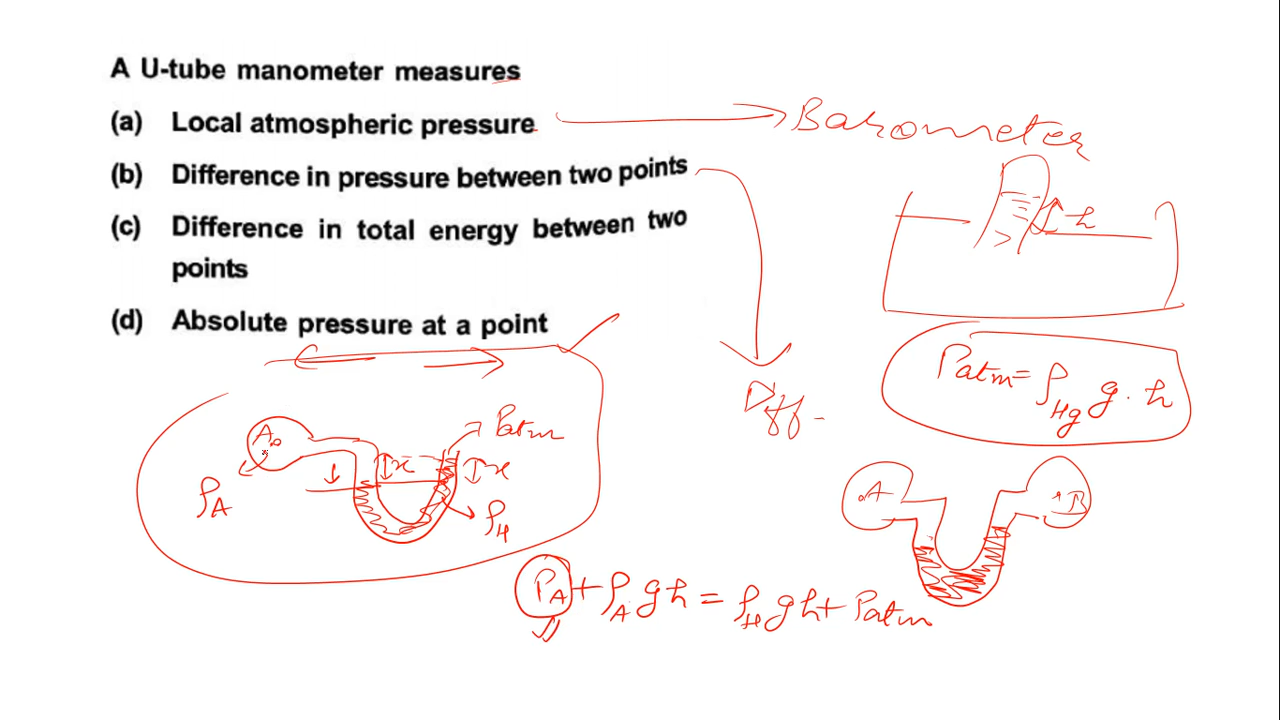 A U-tube manometer measures
(a) Local atmospheric pressure
Barometer
(b) Difference in pressure between two points
(c) Difference in total energy between two
points
h
(d) Absolute pressure at a point
Patm = ρHg g · h
Diff -
A
Patm
x
x
ρA
ρH
A
B
PA + ρA g h = ρH g h + Patm